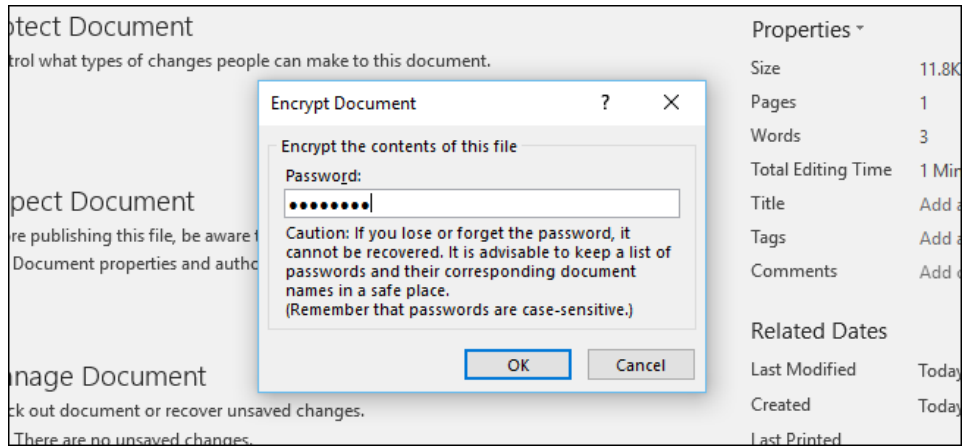 otect Document
trol what types of changes people can make to this document.
pect Document
re publishing this file, be aware t
Document properties and autho
anage Document
ck out document or recover unsaved changes.
There are no unsaved changes.
Encrypt Document ? 
Encrypt the contents of this file
Password:
Caution: If you lose or forget the password, it
cannot be recovered. It is advisable to keep a list of
passwords and their corresponding document
names in a safe place.
(Remember that passwords are case-sensitive.)
OK Cancel
Properties
Size 11.8K
Pages 1
Words 3
Total Editing Time 1 Min
Title Add a
Tags Add a
Comments Add c
Related Dates
Last Modified Today
Created Today
Last Printed